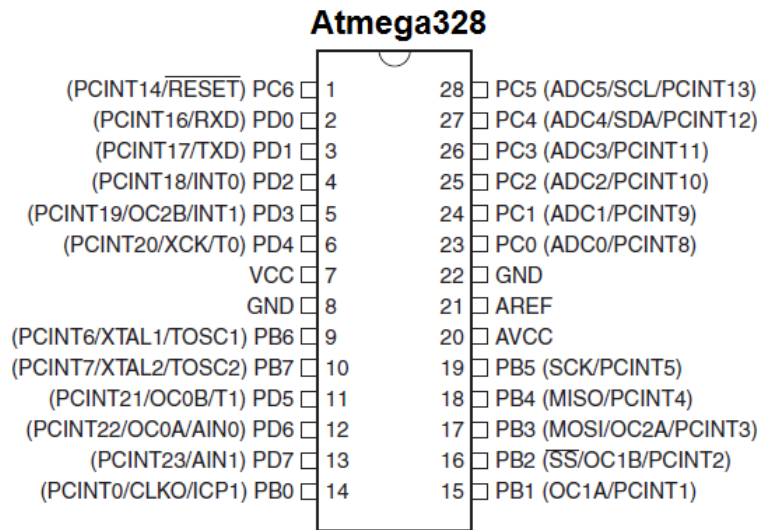 Atmega328
(PCINT14/RESET) PC6 1 28 PC5 (ADC5/SCL/PCINT13)
(PCINT16/RXD) PD0 2 27 PC4 (ADC4/SDA/PCINT12)
(PCINT17/TXD) PD1 3 26 PC3 (ADC3/PCINT11)
(PCINT18/INT0) PD2 4 25 PC2 (ADC2/PCINT10)
(PCINT19/OC2B/INT1) PD3 5 24 PC1 (ADC1/PCINT9)
(PCINT20/XCK/T0) PD4 6 23 PC0 (ADC0/PCINT8)
VCC 7 22 GND
GND 8 21 AREF
(PCINT6/XTAL1/TOSC1) PB6 9 20 AVCC
(PCINT7/XTAL2/TOSC2) PB7 10 19 PB5 (SCK/PCINT5)
(PCINT21/OC0B/T1) PD5 11 18 PB4 (MISO/PCINT4)
(PCINT22/OC0A/AIN0) PD6 12 17 PB3 (MOSI/OC2A/PCINT3)
(PCINT23/AIN1) PD7 13 16 PB2 (SS/OC1B/PCINT2)
(PCINT0/CLKO/ICP1) PB0 14 15 PB1 (OC1A/PCINT1)